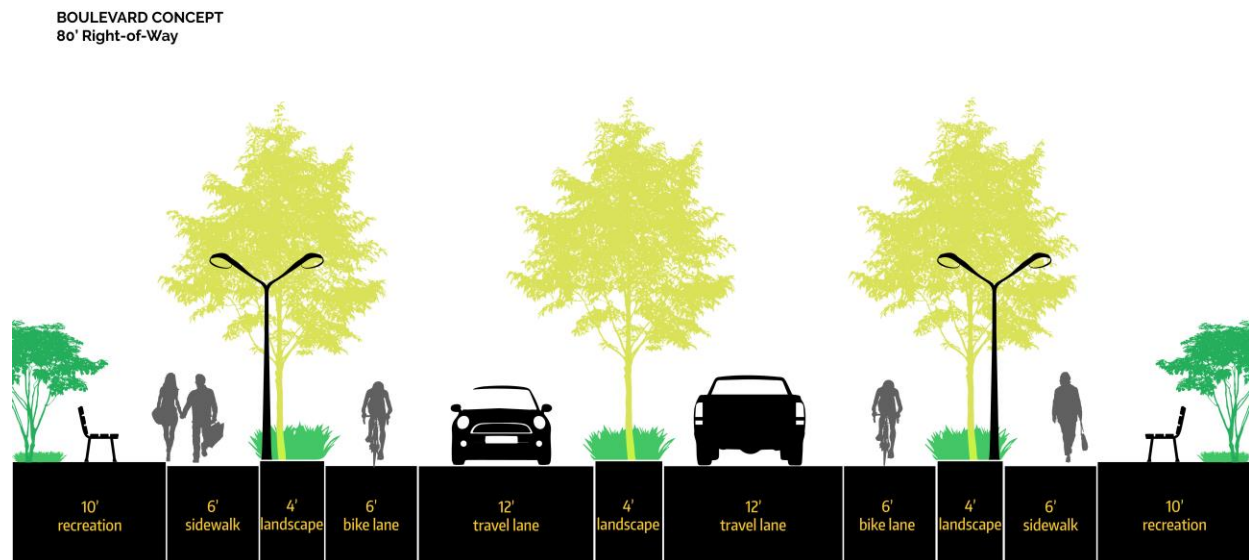 BOULEVARD CONCEPT
80' Right-of-Way
10'
recreation
6'
sidewalk
4'
landscape
6'
bike lane
12'
travel lane
4'
landscape
12'
travel lane
6'
bike lane
4'
landscape
6'
sidewalk
10'
recreation